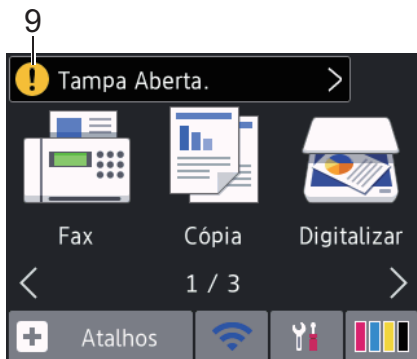 9
! Tampa Aberta. >
Fax Cópia Digitalizar
< 1 / 3 >
+ Atalhos